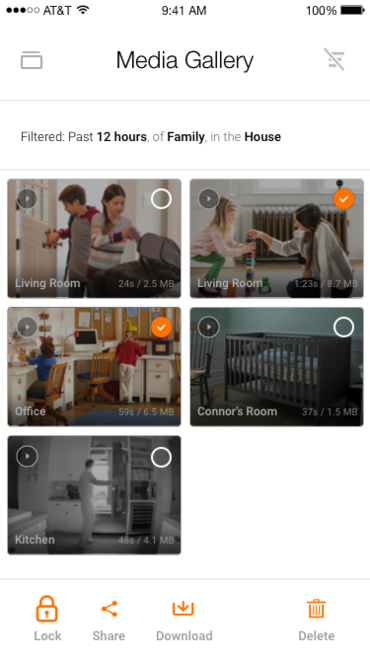 AT&T 9:41 AM 100%
Media Gallery
Filtered: Past 12 hours, of Family, in the House
Living Room 24s / 2.5 MB
Living Room 1:23s / 8.7 MB
Office 59s / 6.5 MB
Connor's Room 37s / 1.5 MB
Kitchen 48s / 4.1 MB
Lock Share Download Delete